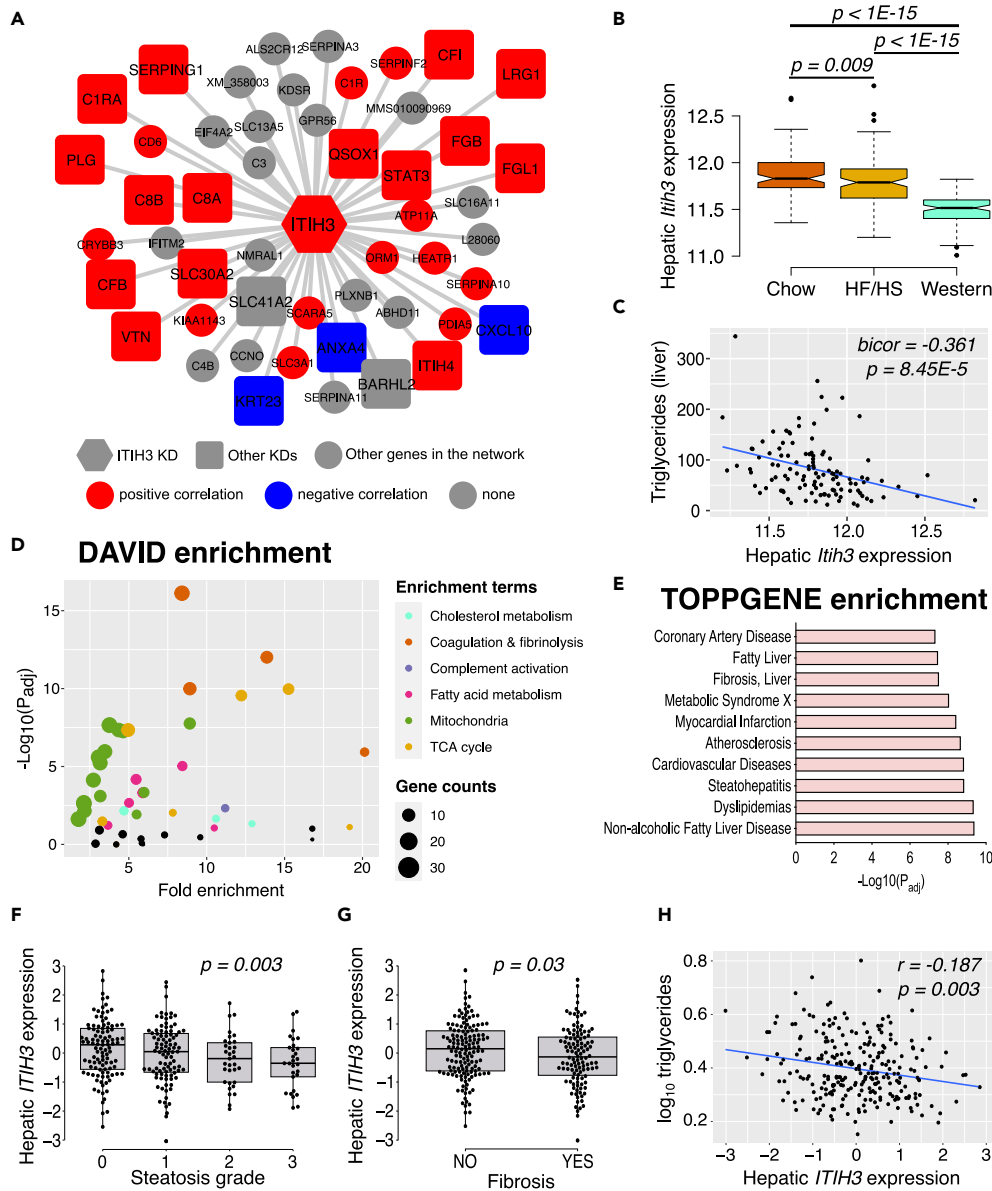 A
ALS2CR12
SERPINA3
SERPING1
XM_358003
KDSR
C1R
SERPINF2
CFI
LRG1
C1RA
EIF4A2
SLC13A5
GPR56
MMS010090969
CD6
C3
QSOX1
FGB
PLG
STAT3
FGL1
C8B
C8A
ITIH3
ATP11A
SLC16A11
CRYBB3
IFITM2
NMRAL1
CRM1
HEATR1
L28060
CFB
SLC30A2
SLC41A2
PLXNB1
SERPINA10
VTN
KIAA1143
SCARA5
ABHD11
PDIA5
CXCL10
C4B
CCNO
SLC3A1
ANXA4
ITIH4
KRT23
SERPINA11
BARHL2
ITIH3 KD
Other KDs
Other genes in the network
positive correlation
negative correlation
none
B
p < 1E-15
p < 1E-15
p = 0.009
Hepatic Itih3 expression
12.5
12.0
11.5
11.0
Chow
HF/HS
Western
C
bicor = -0.361
p = 8.45E-5
Triglycerides (liver)
300
200
100
0
11.5
12.0
12.5
Hepatic Itih3 expression
D
DAVID enrichment
-Log10(Padj)
15
10
5
0
5
10
15
20
Fold enrichment
Enrichment terms
Cholesterol metabolism
Coagulation & fibrinolysis
Complement activation
Fatty acid metabolism
Mitochondria
TCA cycle
Gene counts
10
20
30
E
TOPPGENE enrichment
Coronary Artery Disease
Fatty Liver
Fibrosis, Liver
Metabolic Syndrome X
Myocardial Infarction
Atherosclerosis
Cardiovascular Diseases
Steatohepatitis
Dyslipidemias
Non-alcoholic Fatty Liver Disease
0
2
4
6
8
10
-Log10(Padj)
F
p = 0.003
Hepatic ITIH3 expression
3
2
1
0
−1
−2
−3
0
1
2
3
Steatosis grade
G
p = 0.03
Hepatic ITIH3 expression
3
2
1
0
−1
−2
−3
NO
YES
Fibrosis
H
r = -0.187
p = 0.003
log10 triglycerides
0.8
0.6
0.4
0.2
−3
−2
−1
0
1
2
3
Hepatic ITIH3 expression